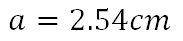 a = 2.54cm